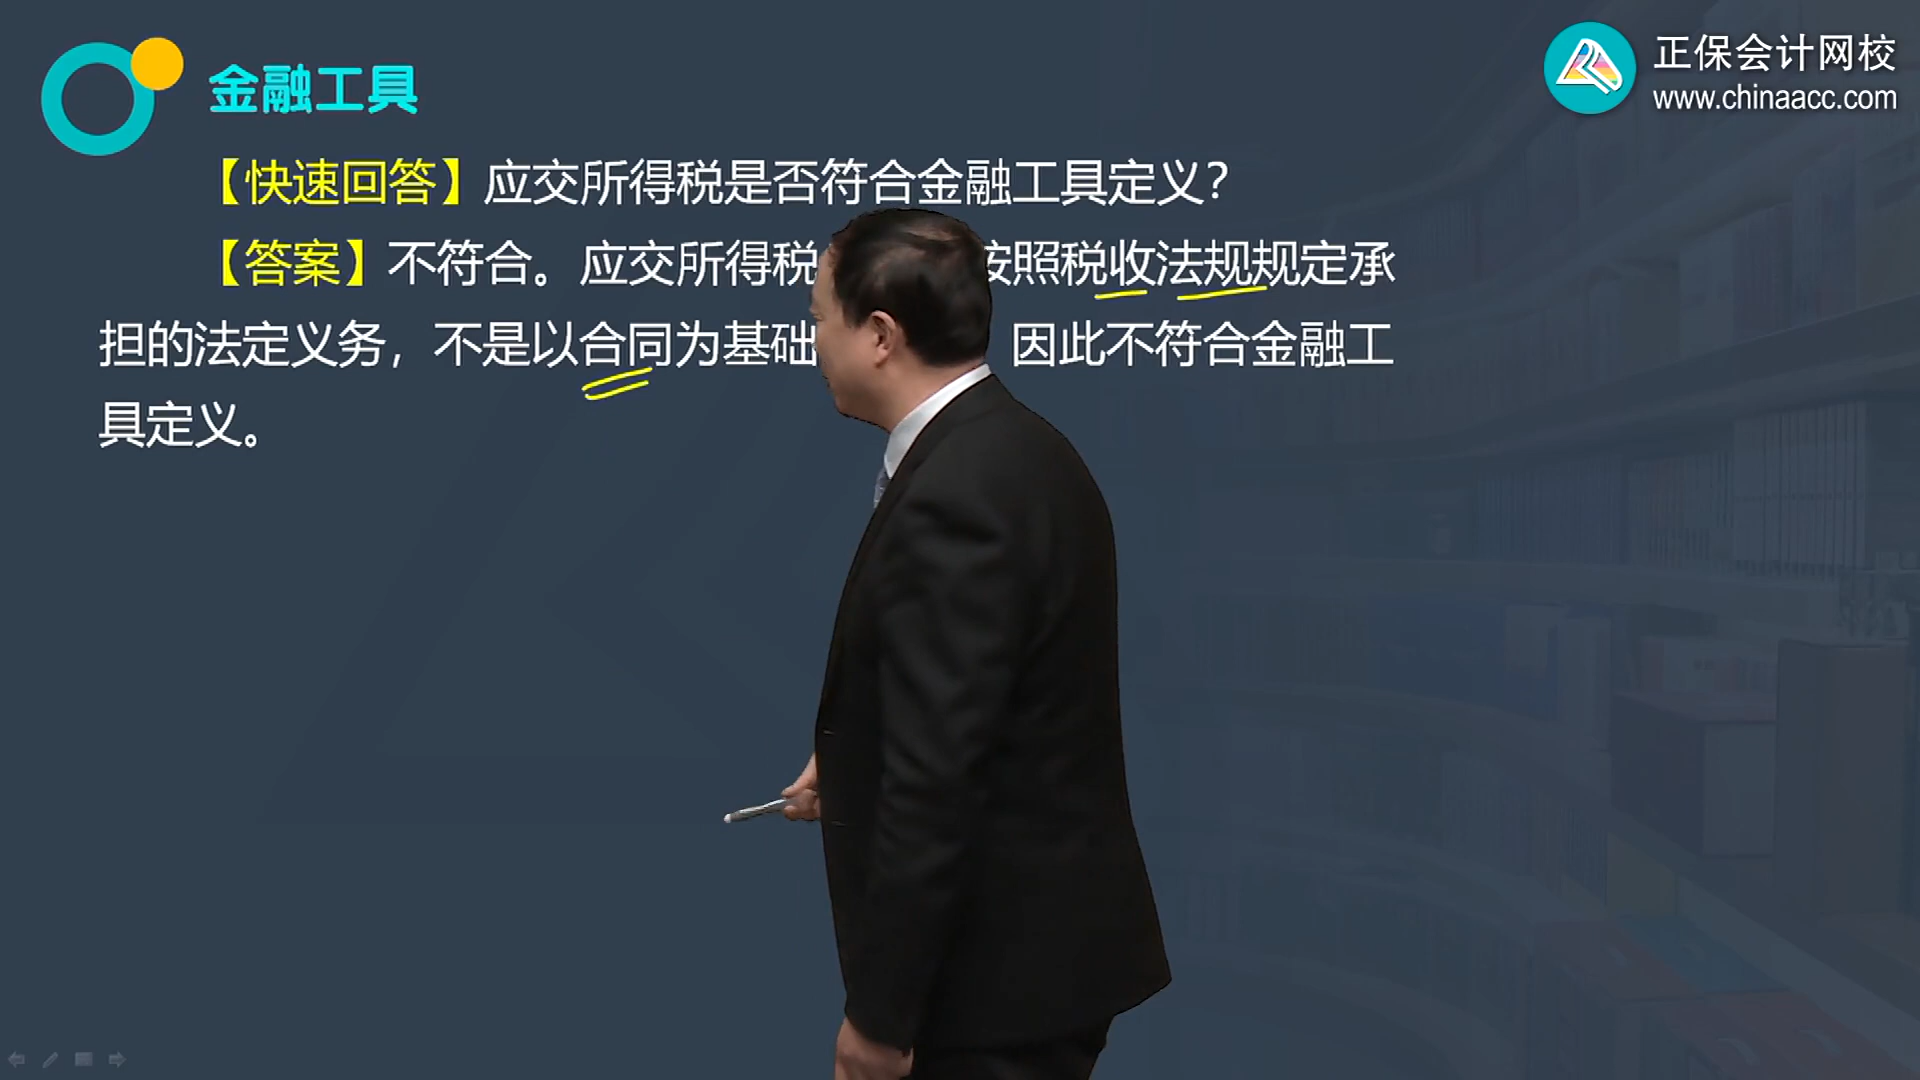 金融工具
正保会计网校
www.chinaacc.com
【快速回答】应交所得税是否符合金融工具定义？
【答案】不符合。应交所得税 按照税收法规规定承
担的法定义务，不是以合同为基础 因此不符合金融工
具定义。